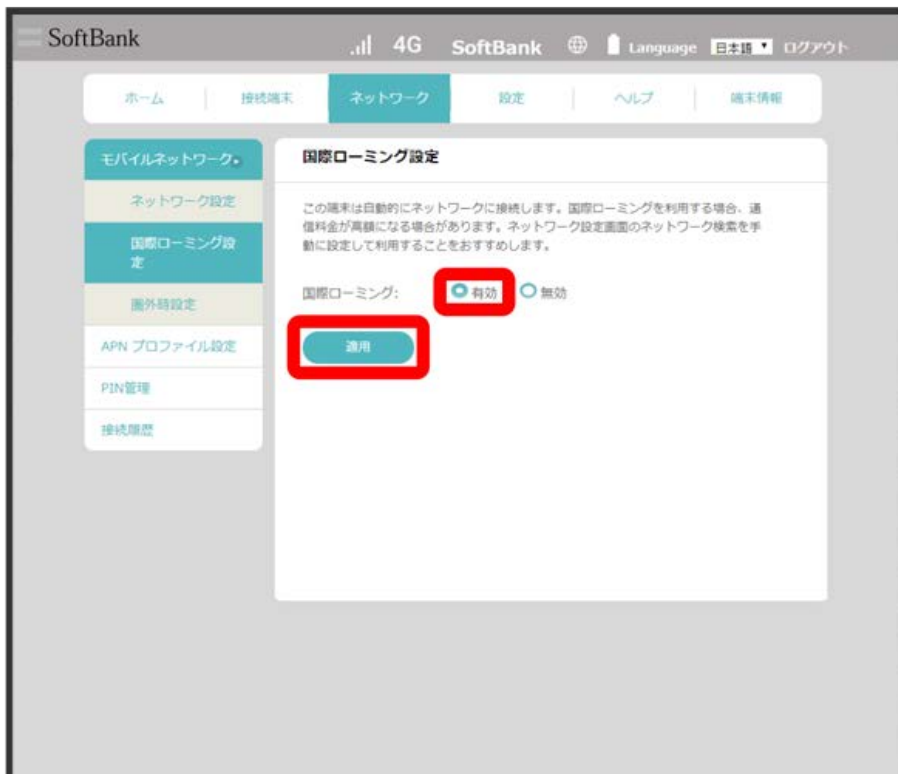 SoftBank
4G SoftBank Language 日本語 ログアウト
ホーム 接続端末 ネットワーク 設定 ヘルプ 端末情報
モバイルネットワーク
ネットワーク設定
国際ローミング設
定
圏外時設定
APN プロファイル設定
PIN管理
接続履歴
国際ローミング設定
この端末は自動的にネットワークに接続します。国際ローミングを利用する場合、通
信料金が高額になる場合があります。ネットワーク設定画面のネットワーク検索を手
動に設定して利用することをおすすめします。
国際ローミング: 有効 無効
適用